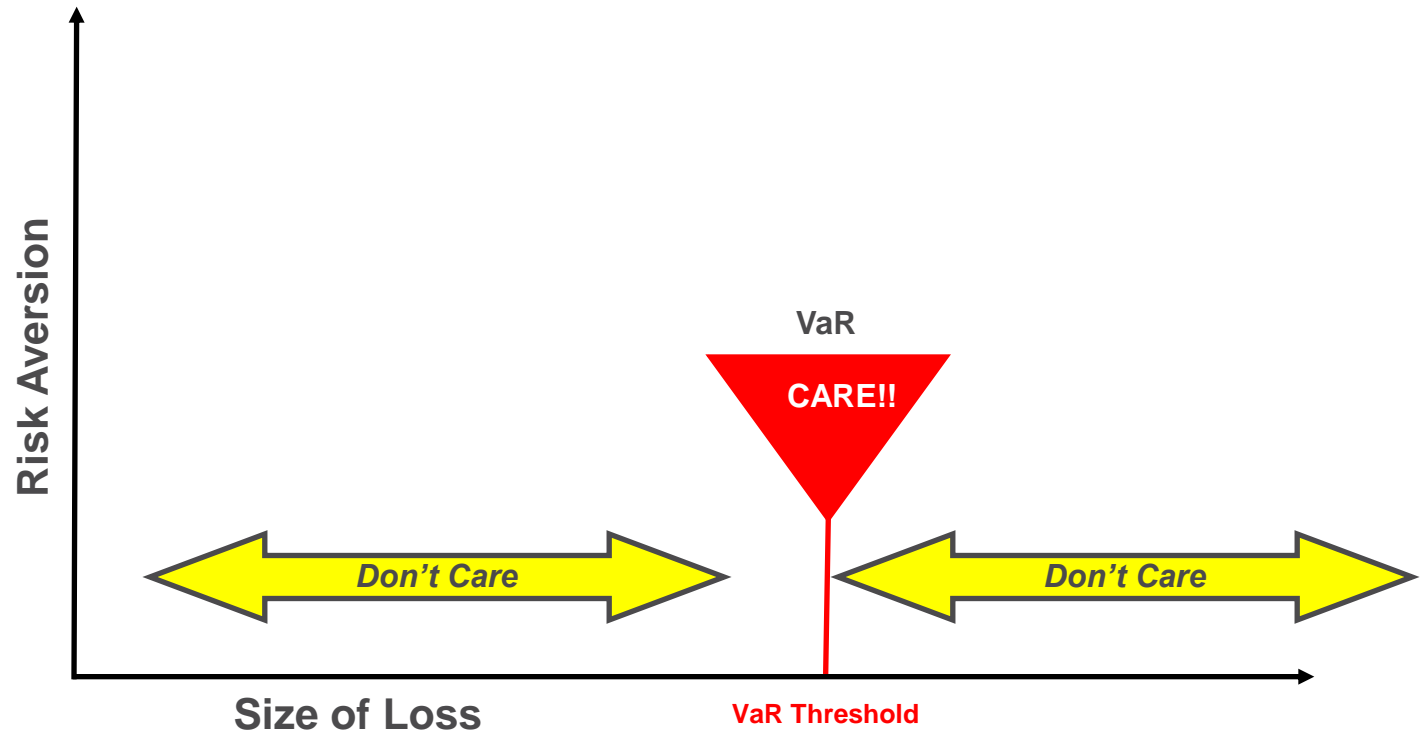 Risk Aversion
VaR
CARE!!
Don’t Care
Don’t Care
Size of Loss
VaR Threshold